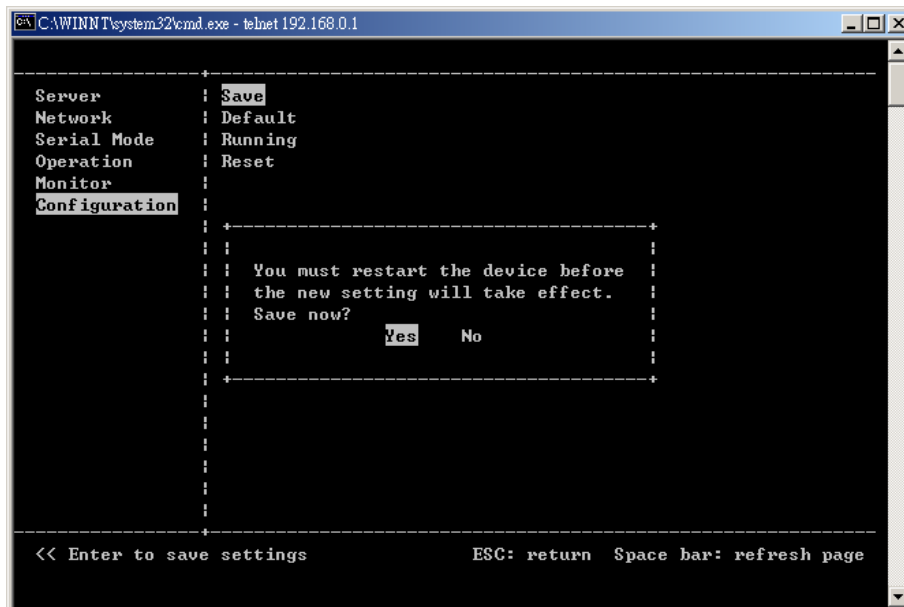 C:\WINNT\system32\cmd.exe - telnet 192.168.0.1
Server Save
Network Default
Serial Mode Running
Operation Reset
Monitor
Configuration
You must restart the device before
the new setting will take effect.
Save now?
Yes No
<< Enter to save settings ESC: return Space bar: refresh page